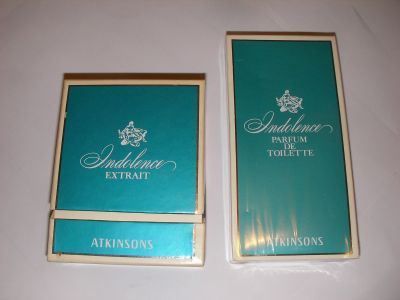 Indolence
EXTRAIT
ATKINSONS
Indolence
PARFUM
DE
TOILETTE
ATKINSONS